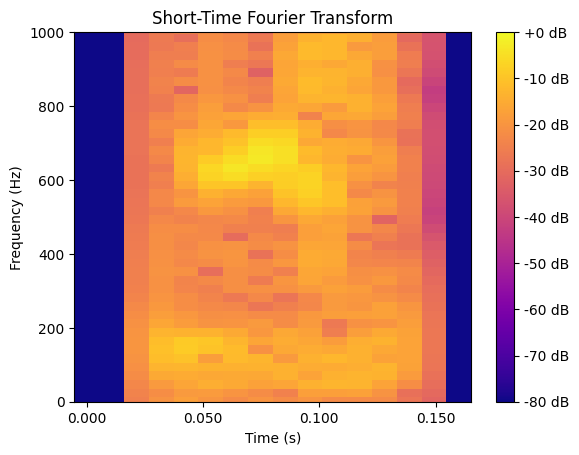 Short-Time Fourier Transform
1000
800
600
400
200
0
Frequency (Hz)
0.000
0.050
0.100
0.150
Time (s)
+0 dB
-10 dB
-20 dB
-30 dB
-40 dB
-50 dB
-60 dB
-70 dB
-80 dB